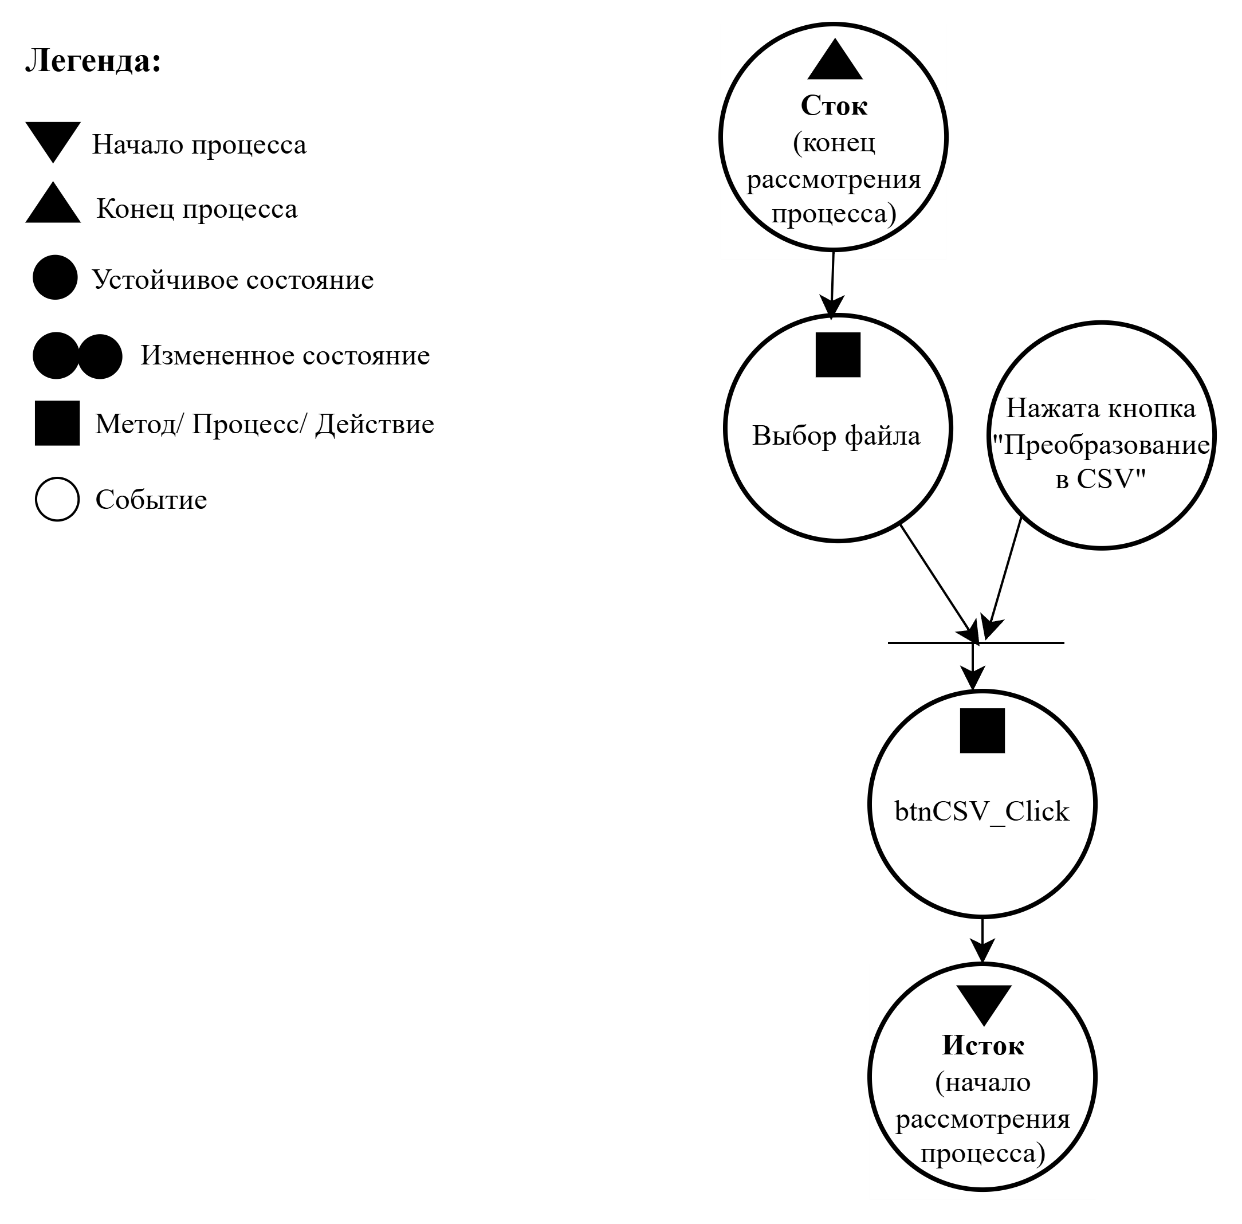 Легенда:
Начало процесса
Конец процесса
Устойчивое состояние
Измененное состояние
Метод/ Процесс/ Действие
Событие
Сток
(конец
рассмотрения
процесса)
Выбор файла
Нажата кнопка
"Преобразование
в CSV"
btnCSV_Click
Исток
(начало
рассмотрения
процесса)